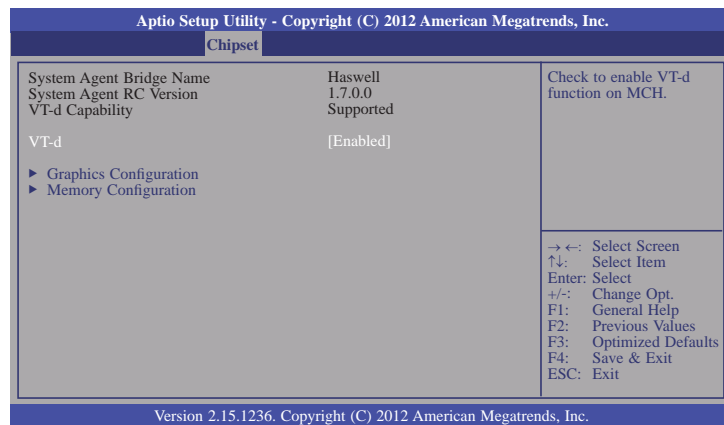 Aptio Setup Utility - Copyright (C) 2012 American Megatrends, Inc.
Chipset
System Agent Bridge Name Haswell
System Agent RC Version 1.7.0.0
VT-d Capability Supported
VT-d [Enabled]
► Graphics Configuration
► Memory Configuration
Check to enable VT-d
function on MCH.
→ ←: Select Screen
↑↓: Select Item
Enter: Select
+/-: Change Opt.
F1: General Help
F2: Previous Values
F3: Optimized Defaults
F4: Save & Exit
ESC: Exit
Version 2.15.1236. Copyright (C) 2012 American Megatrends, Inc.